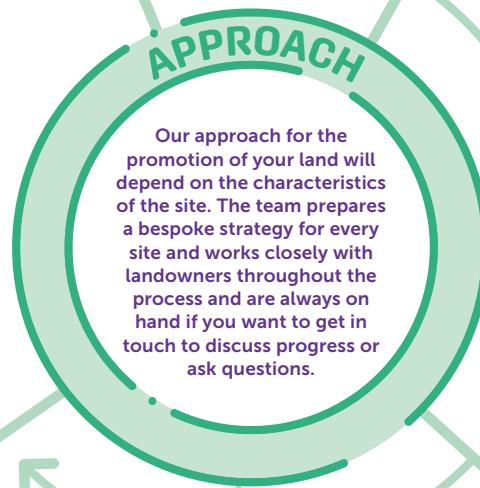 APPROACH
Our approach for the
promotion of your land will
depend on the characteristics
of the site. The team prepares
a bespoke strategy for every
site and works closely with
landowners throughout the
process and are always on
hand if you want to get in
touch to discuss progress or
ask questions.